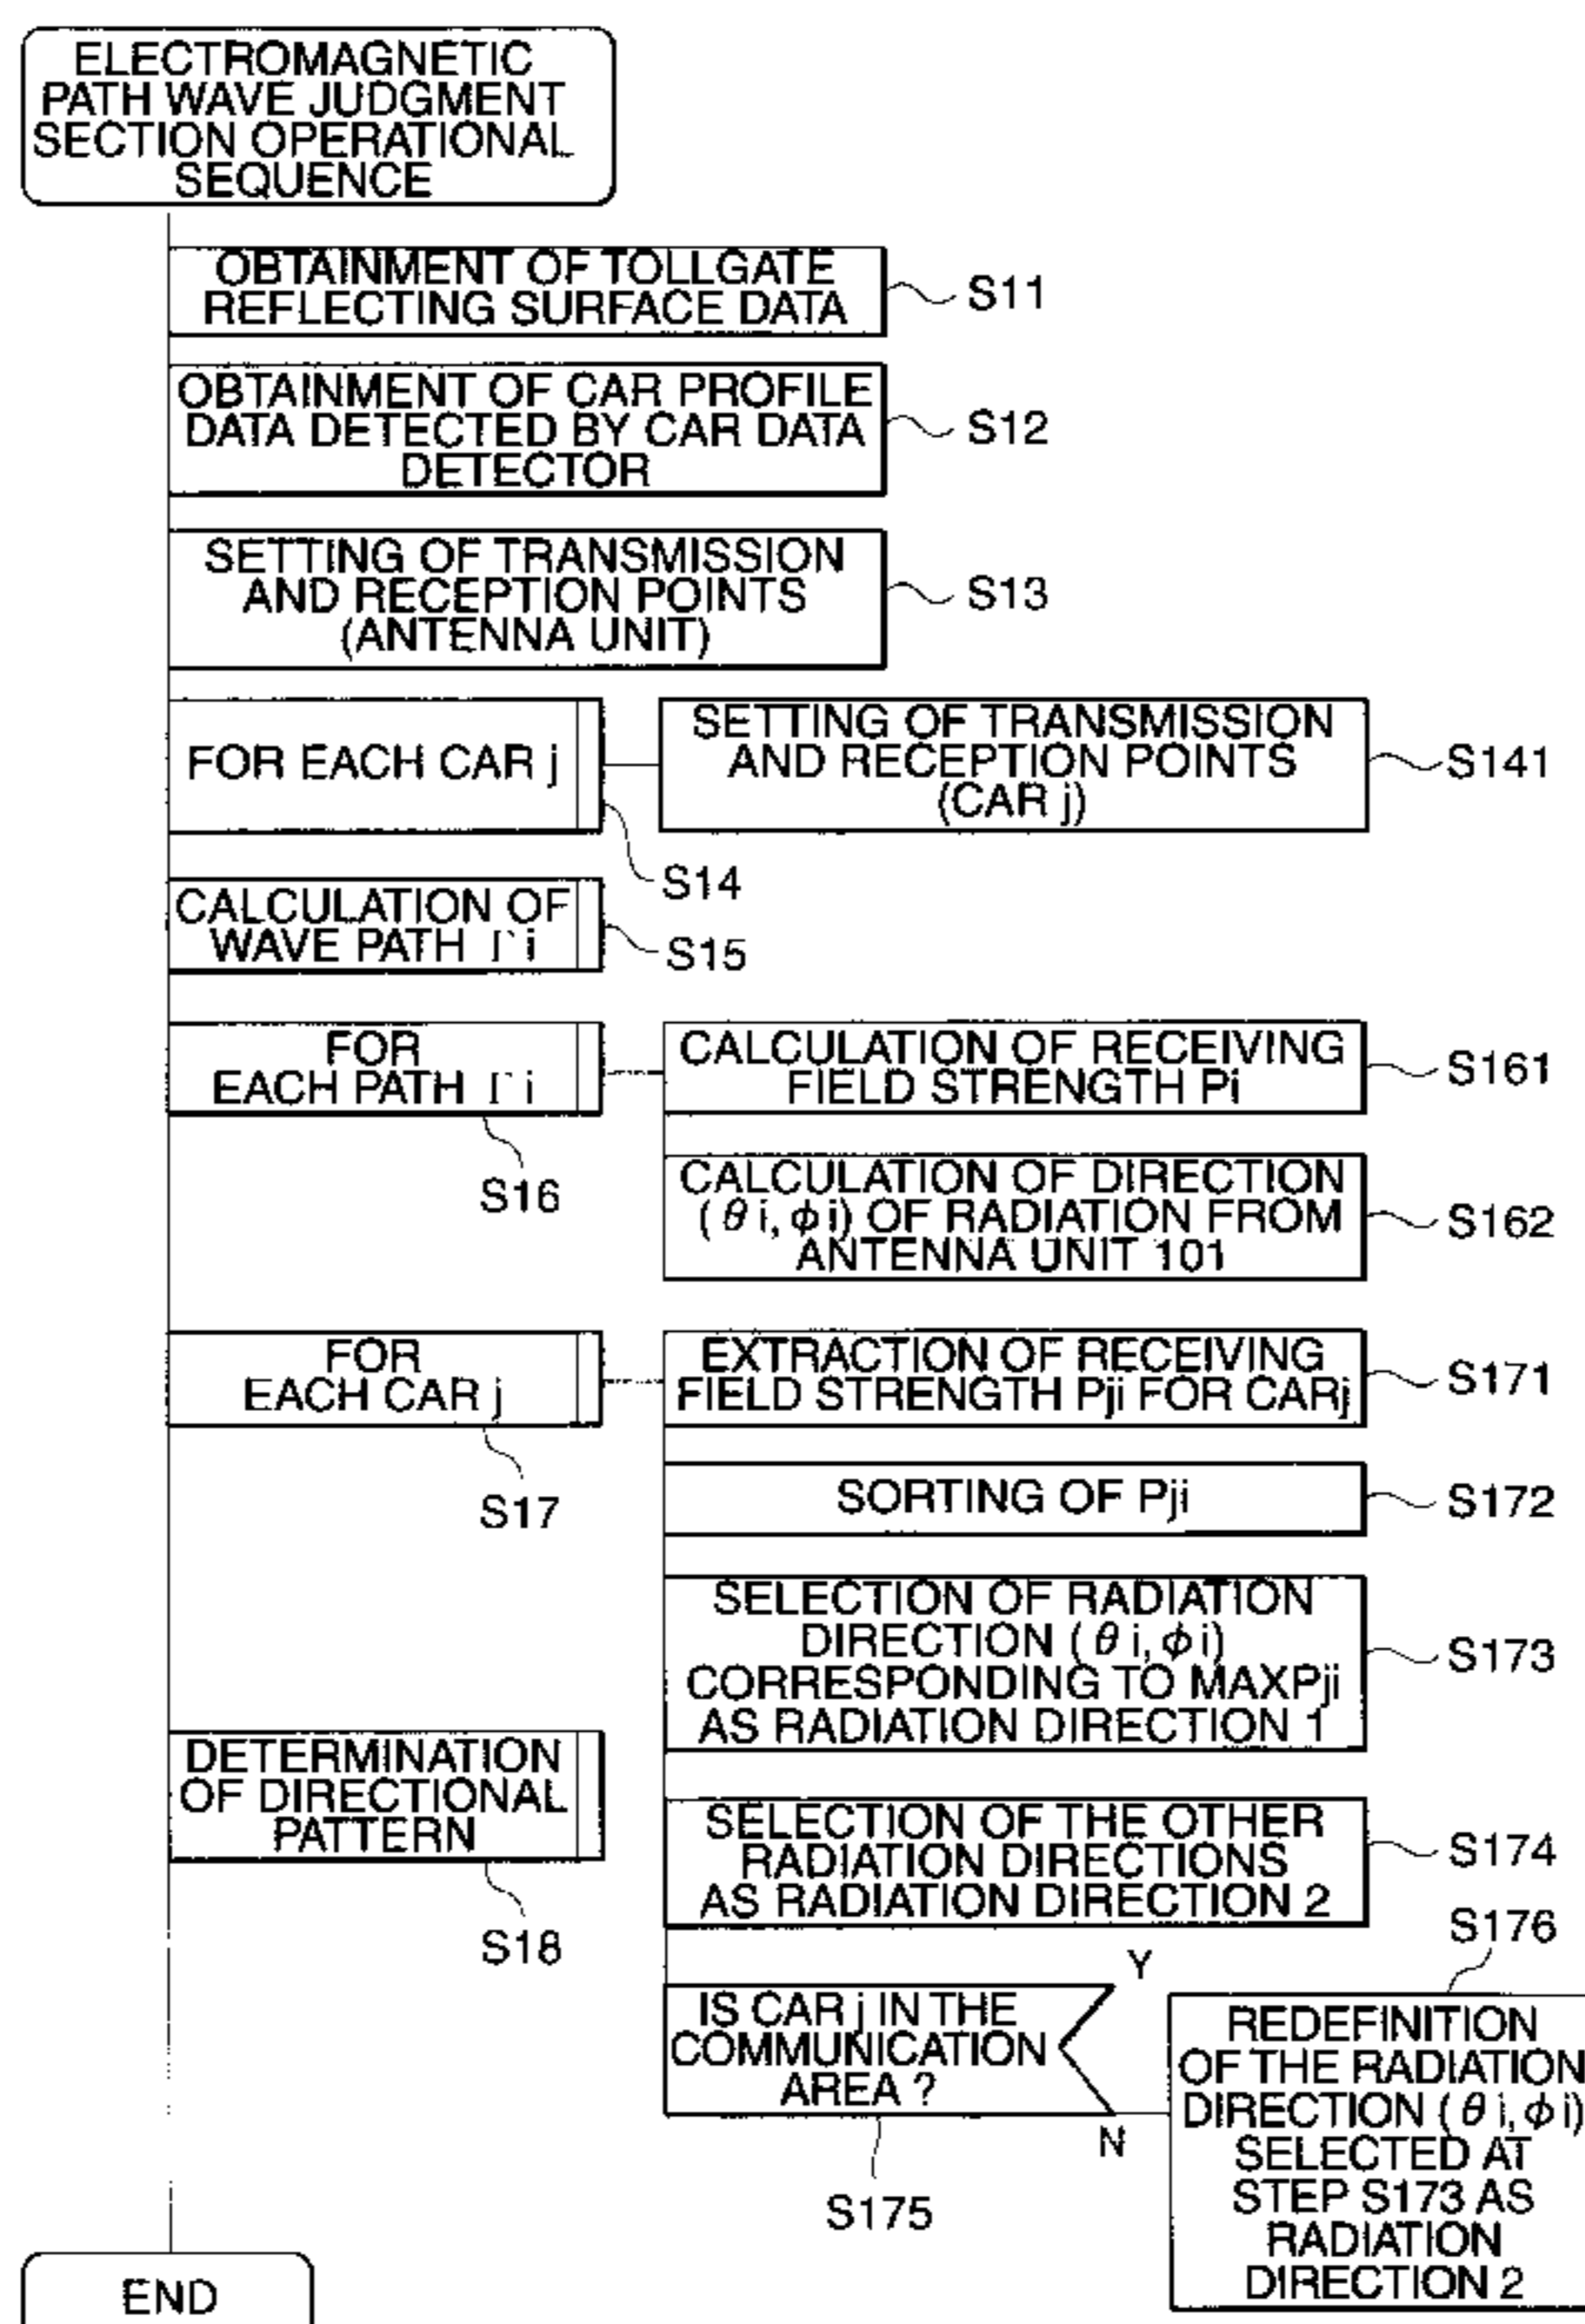 ELECTROMAGNETIC
PATH WAVE JUDGMENT
SECTION OPERATIONAL
SEQUENCE
OBTAINMENT OF TOLLGATE
REFLECTING SURFACE DATA
S11
OBTAINMENT OF CAR PROFILE
DATA DETECTED BY CAR DATA
DETECTOR
S12
SETTING OF TRANSMISSION
AND RECEPTION POINTS
(ANTENNA UNIT)
S13
FOR EACH CAR j
S14
SETTING OF TRANSMISSION
AND RECEPTION POINTS
(CAR j)
S141
CALCULATION OF
WAVE PATH Γi
S15
FOR
EACH PATH Γi
S16
CALCULATION OF RECEIVING
FIELD STRENGTH Pi
S161
CALCULATION OF DIRECTION
(θi, φi) OF RADIATION FROM
ANTENNA UNIT 101
S162
FOR
EACH CAR j
S17
EXTRACTION OF RECEIVING
FIELD STRENGTH Pji FOR CARj
S171
SORTING OF Pji
S172
SELECTION OF RADIATION
DIRECTION (θi, φi)
CORRESPONDING TO MAXPji
AS RADIATION DIRECTION 1
S173
SELECTION OF THE OTHER
RADIATION DIRECTIONS
AS RADIATION DIRECTION 2
S174
IS CAR j IN THE
COMMUNICATION
AREA ?
S175
Y
N
S176
REDEFINITION
OF THE RADIATION
DIRECTION (θi, φi)
SELECTED AT
STEP S173 AS
RADIATION
DIRECTION 2
DETERMINATION
OF DIRECTIONAL
PATTERN
S18
END